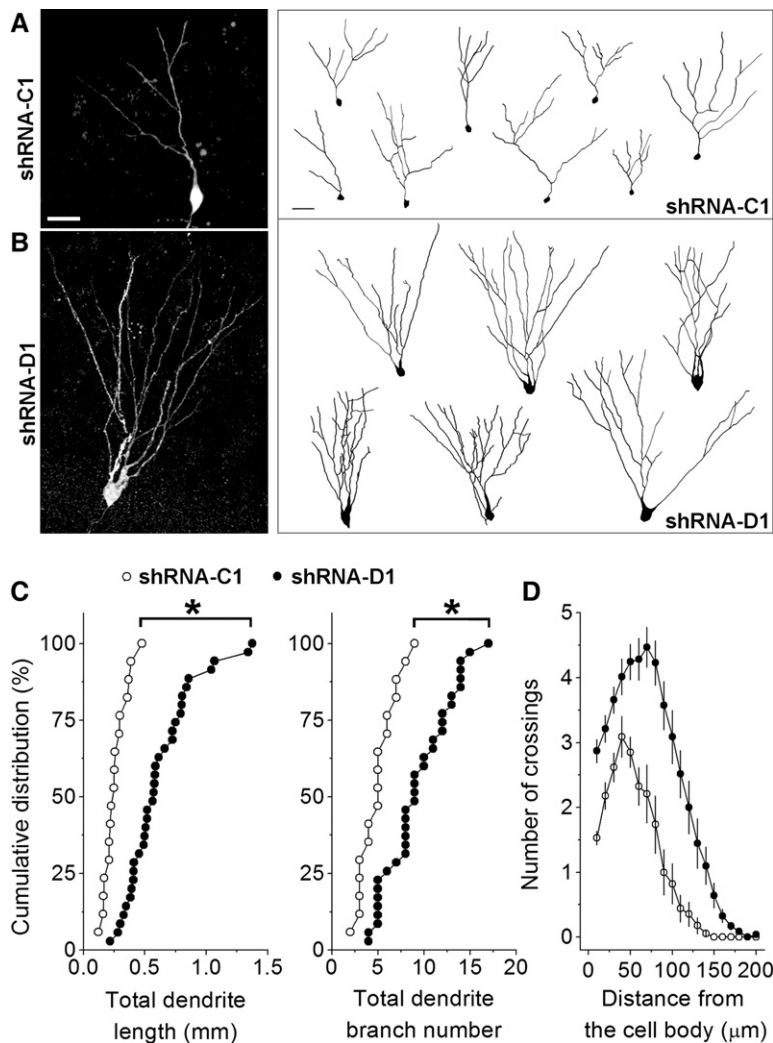 A
shRNA-C1
shRNA-C1
B
shRNA-D1
shRNA-D1
C
○ shRNA-C1 ● shRNA-D1
D
*
*
Cumulative distribution (%)
100
75
50
25
0
0.0 0.5 1.0 1.5
Total dendrite
length (mm)
100
75
50
25
0
0 5 10 15 20
Total dendrite
branch number
Number of crossings
5
4
3
2
1
0
0 50 100 150 200
Distance from
the cell body (μm)